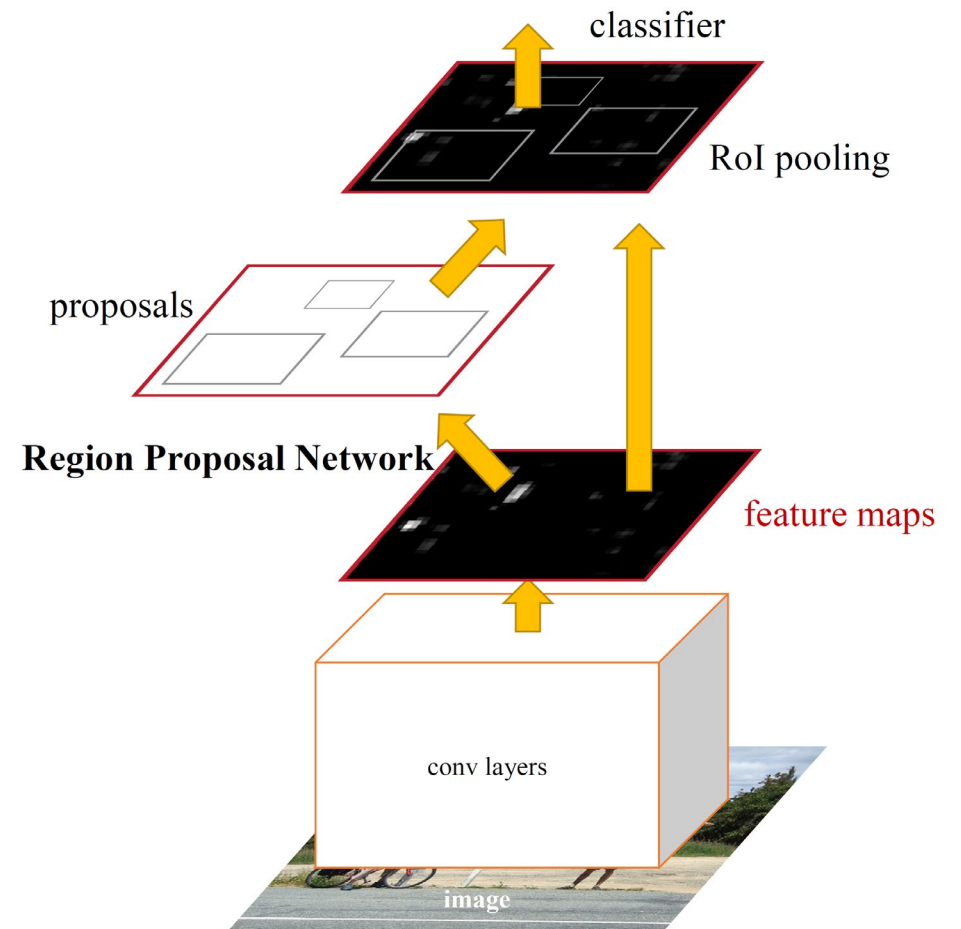 classifier
RoI pooling
proposals
Region Proposal Network
feature maps
conv layers
image